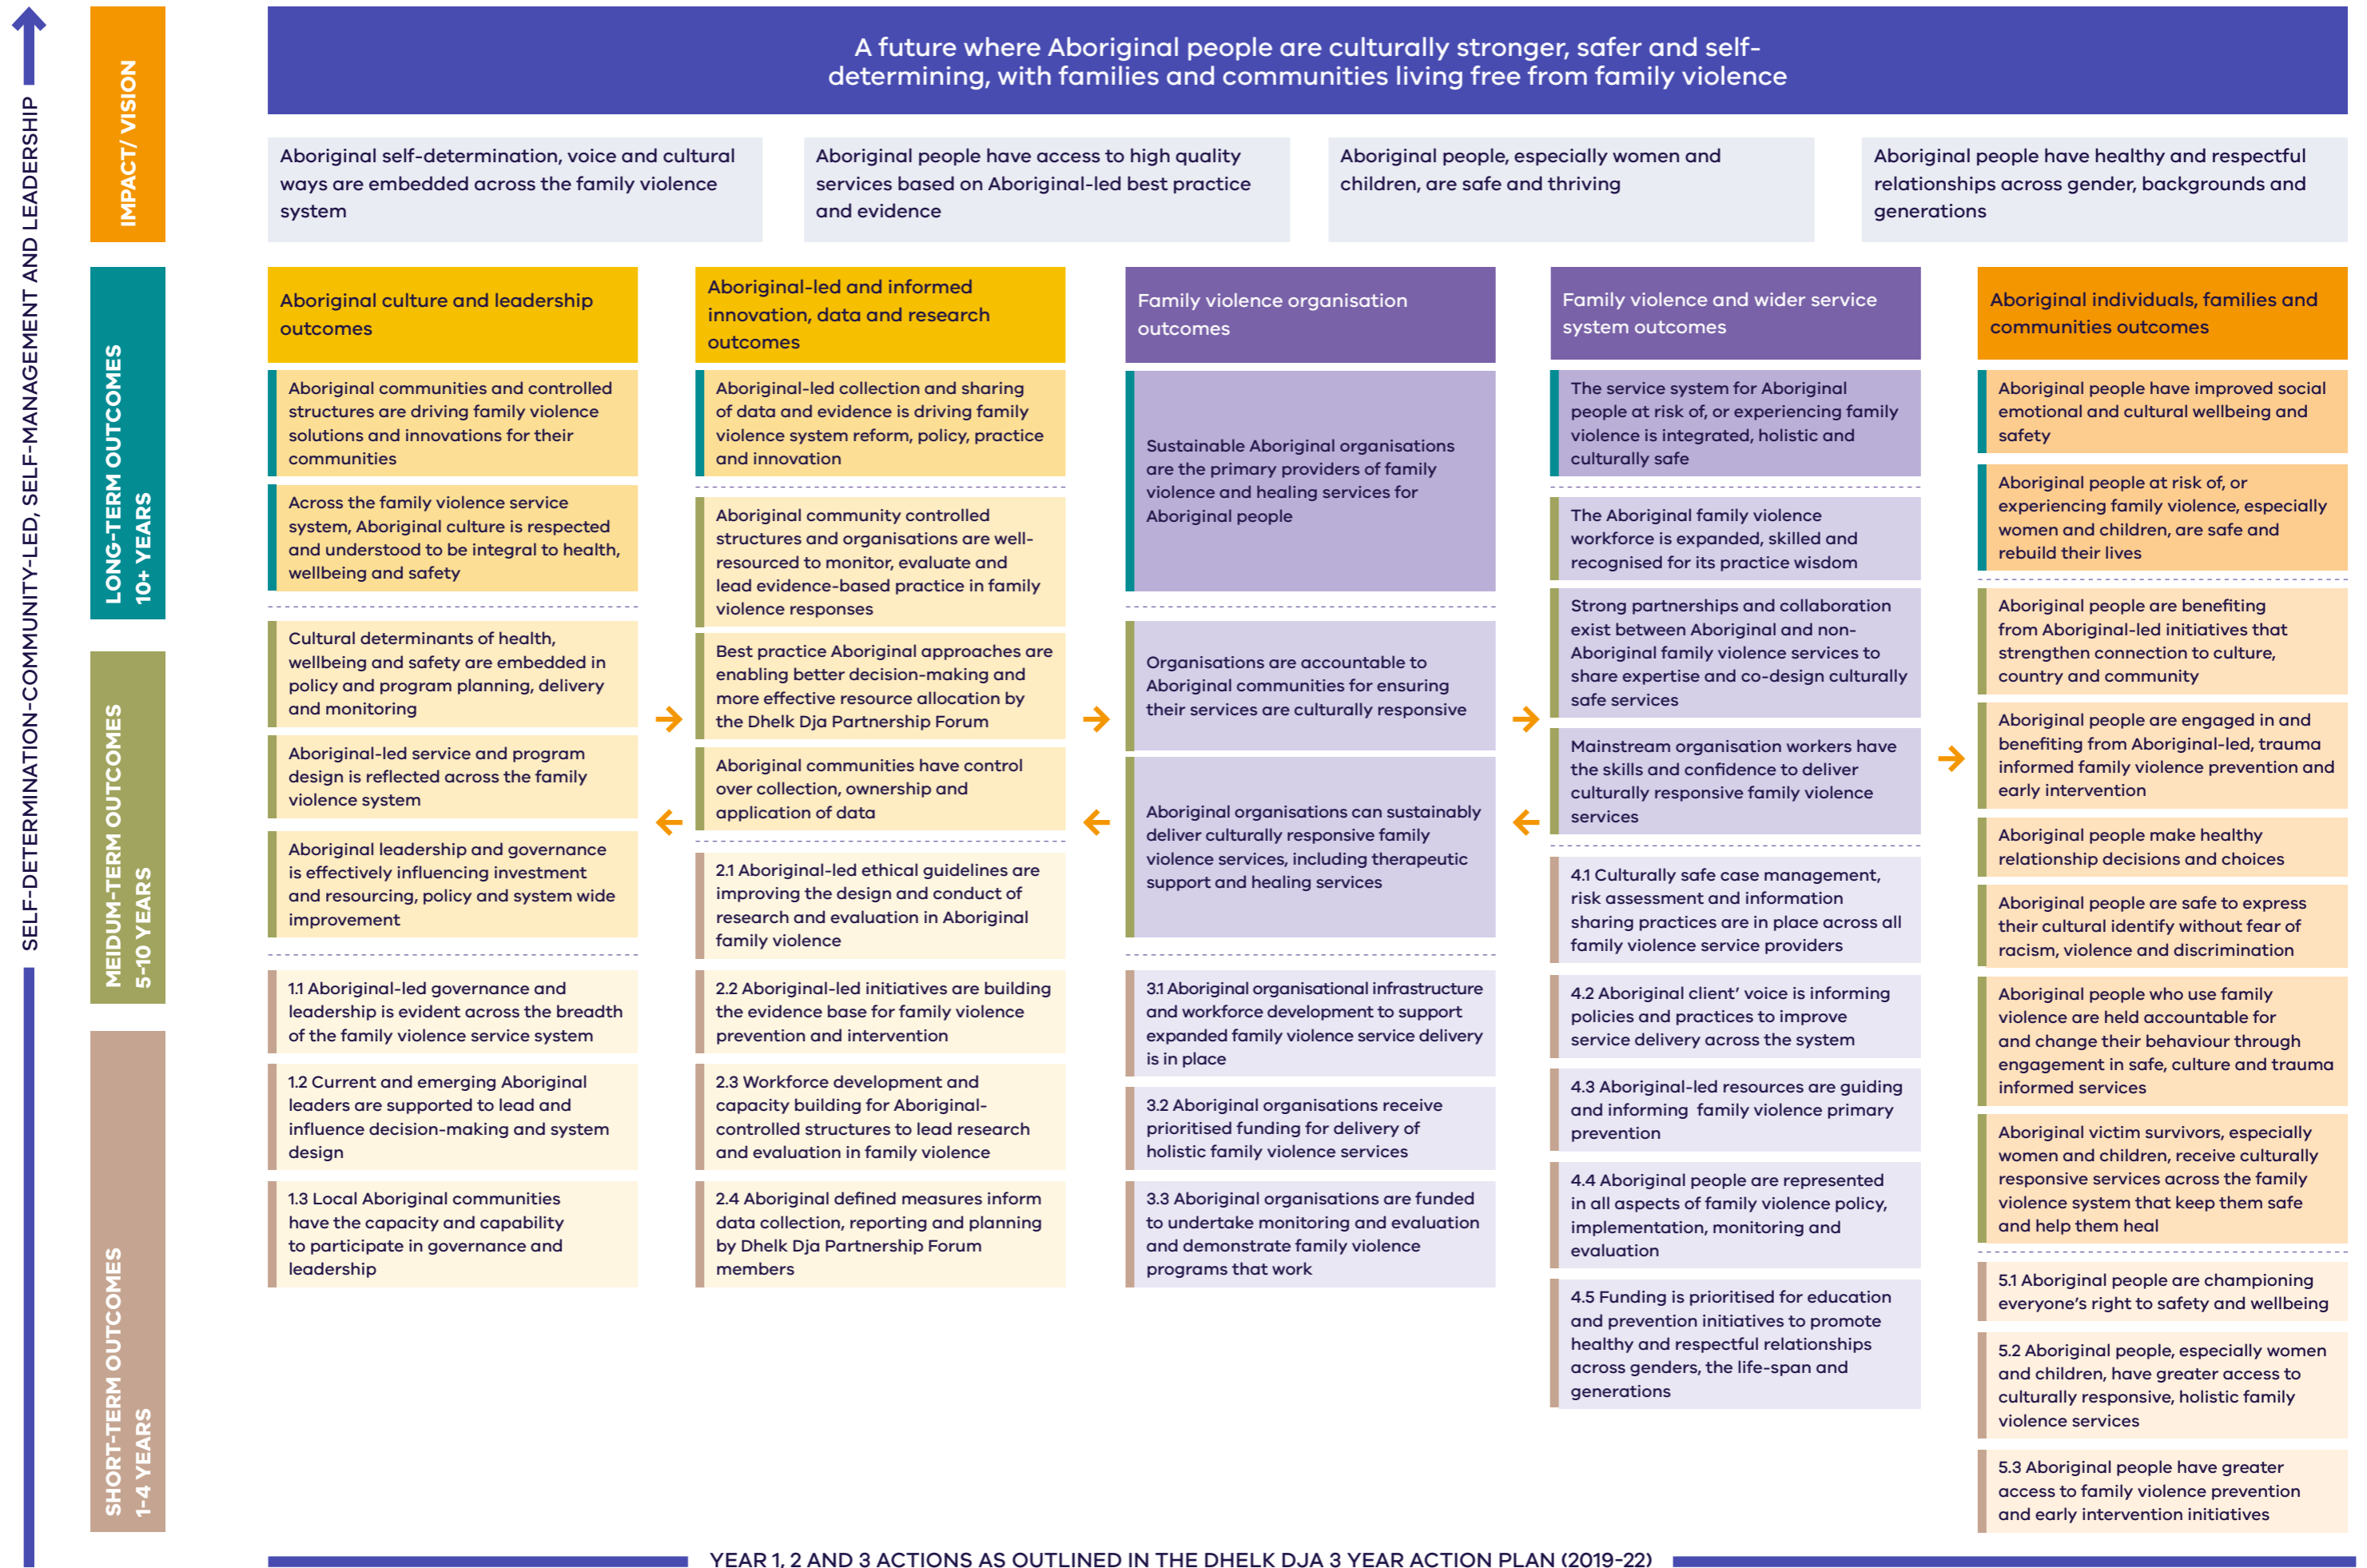 SELF-DETERMINATION-COMMUNITY-LED, SELF-MANAGEMENT AND LEADERSHIP
IMPACT/ VISION
A future where Aboriginal people are culturally stronger, safer and self-
determining, with families and communities living free from family violence
Aboriginal self-determination, voice and cultural
ways are embedded across the family violence
system
Aboriginal people have access to high quality
services based on Aboriginal-led best practice
and evidence
Aboriginal people, especially women and
children, are safe and thriving
Aboriginal people have healthy and respectful
relationships across gender, backgrounds and
generations
LONG-TERM OUTCOMES
10+ YEARS
MEIDUM-TERM OUTCOMES
5-10 YEARS
SHORT-TERM OUTCOMES
1-4 YEARS
Aboriginal culture and leadership
outcomes
Aboriginal communities and controlled
structures are driving family violence
solutions and innovations for their
communities
Across the family violence service
system, Aboriginal culture is respected
and understood to be integral to health,
wellbeing and safety
Cultural determinants of health,
wellbeing and safety are embedded in
policy and program planning, delivery
and monitoring
Aboriginal-led service and program
design is reflected across the family
violence system
Aboriginal leadership and governance
is effectively influencing investment
and resourcing, policy and system wide
improvement
1.1 Aboriginal-led governance and
leadership is evident across the breadth
of the family violence service system
1.2 Current and emerging Aboriginal
leaders are supported to lead and
influence decision-making and system
design
1.3 Local Aboriginal communities
have the capacity and capability
to participate in governance and
leadership
Aboriginal-led and informed
innovation, data and research
outcomes
Aboriginal-led collection and sharing
of data and evidence is driving family
violence system reform, policy, practice
and innovation
Aboriginal community controlled
structures and organisations are well-
resourced to monitor, evaluate and
lead evidence-based practice in family
violence responses
Best practice Aboriginal approaches are
enabling better decision-making and
more effective resource allocation by
the Dhelk Dja Partnership Forum
Aboriginal communities have control
over collection, ownership and
application of data
2.1 Aboriginal-led ethical guidelines are
improving the design and conduct of
research and evaluation in Aboriginal
family violence
2.2 Aboriginal-led initiatives are building
the evidence base for family violence
prevention and intervention
2.3 Workforce development and
capacity building for Aboriginal-
controlled structures to lead research
and evaluation in family violence
2.4 Aboriginal defined measures inform
data collection, reporting and planning
by Dhelk Dja Partnership Forum
members
Family violence organisation
outcomes
Sustainable Aboriginal organisations
are the primary providers of family
violence and healing services for
Aboriginal people
Organisations are accountable to
Aboriginal communities for ensuring
their services are culturally responsive
Aboriginal organisations can sustainably
deliver culturally responsive family
violence services, including therapeutic
support and healing services
3.1 Aboriginal organisational infrastructure
and workforce development to support
expanded family violence service delivery
is in place
3.2 Aboriginal organisations receive
prioritised funding for delivery of
holistic family violence services
3.3 Aboriginal organisations are funded
to undertake monitoring and evaluation
and demonstrate family violence
programs that work
Family violence and wider service
system outcomes
The service system for Aboriginal
people at risk of, or experiencing family
violence is integrated, holistic and
culturally safe
The Aboriginal family violence
workforce is expanded, skilled and
recognised for its practice wisdom
Strong partnerships and collaboration
exist between Aboriginal and non-
Aboriginal family violence services to
share expertise and co-design culturally
safe services
Mainstream organisation workers have
the skills and confidence to deliver
culturally responsive family violence
services
4.1 Culturally safe case management,
risk assessment and information
sharing practices are in place across all
family violence service providers
4.2 Aboriginal client’ voice is informing
policies and practices to improve
service delivery across the system
4.3 Aboriginal-led resources are guiding
and informing family violence primary
prevention
4.4 Aboriginal people are represented
in all aspects of family violence policy,
implementation, monitoring and
evaluation
4.5 Funding is prioritised for education
and prevention initiatives to promote
healthy and respectful relationships
across genders, the life-span and
generations
Aboriginal individuals, families and
communities outcomes
Aboriginal people have improved social
emotional and cultural wellbeing and
safety
Aboriginal people at risk of, or
experiencing family violence, especially
women and children, are safe and
rebuild their lives
Aboriginal people are benefiting
from Aboriginal-led initiatives that
strengthen connection to culture,
country and community
Aboriginal people are engaged in and
benefiting from Aboriginal-led, trauma
informed family violence prevention and
early intervention
Aboriginal people make healthy
relationship decisions and choices
Aboriginal people are safe to express
their cultural identify without fear of
racism, violence and discrimination
Aboriginal people who use family
violence are held accountable for
and change their behaviour through
engagement in safe, culture and trauma
informed services
Aboriginal victim survivors, especially
women and children, receive culturally
responsive services across the family
violence system that keep them safe
and help them heal
5.1 Aboriginal people are championing
everyone’s right to safety and wellbeing
5.2 Aboriginal people, especially women
and children, have greater access to
culturally responsive, holistic family
violence services
5.3 Aboriginal people have greater
access to family violence prevention
and early intervention initiatives
YEAR 1, 2 AND 3 ACTIONS AS OUTLINED IN THE DHELK DJA 3 YEAR ACTION PLAN (2019-22)